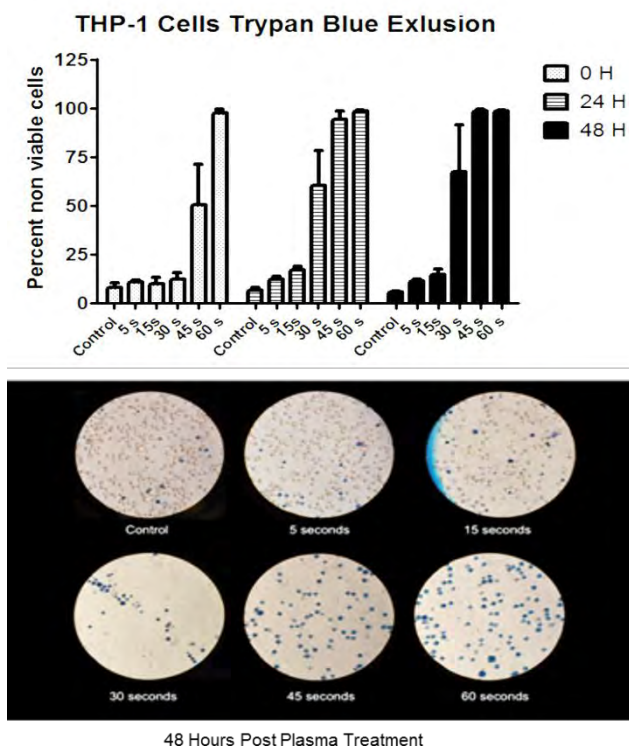 THP-1 Cells Trypan Blue Exlusion
Percent non viable cells
125
100
75
50
25
0
0 H
24 H
48 H
Control 5 s 15s 30 s 45 s 60 s Control 5 s 15s 30 s 45 s 60 s Control 5 s 15s 30 s 45 s 60 s
Control 5 seconds 15 seconds
30 seconds 45 seconds 60 seconds
48 Hours Post Plasma Treatment